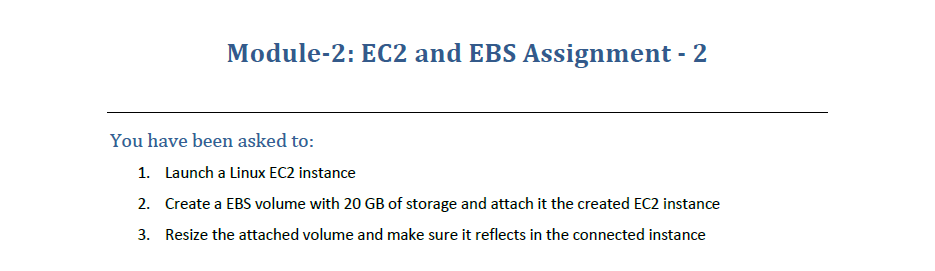 Module-2: EC2 and EBS Assignment - 2
You have been asked to:
1. Launch a Linux EC2 instance
2. Create a EBS volume with 20 GB of storage and attach it the created EC2 instance
3. Resize the attached volume and make sure it reflects in the connected instance